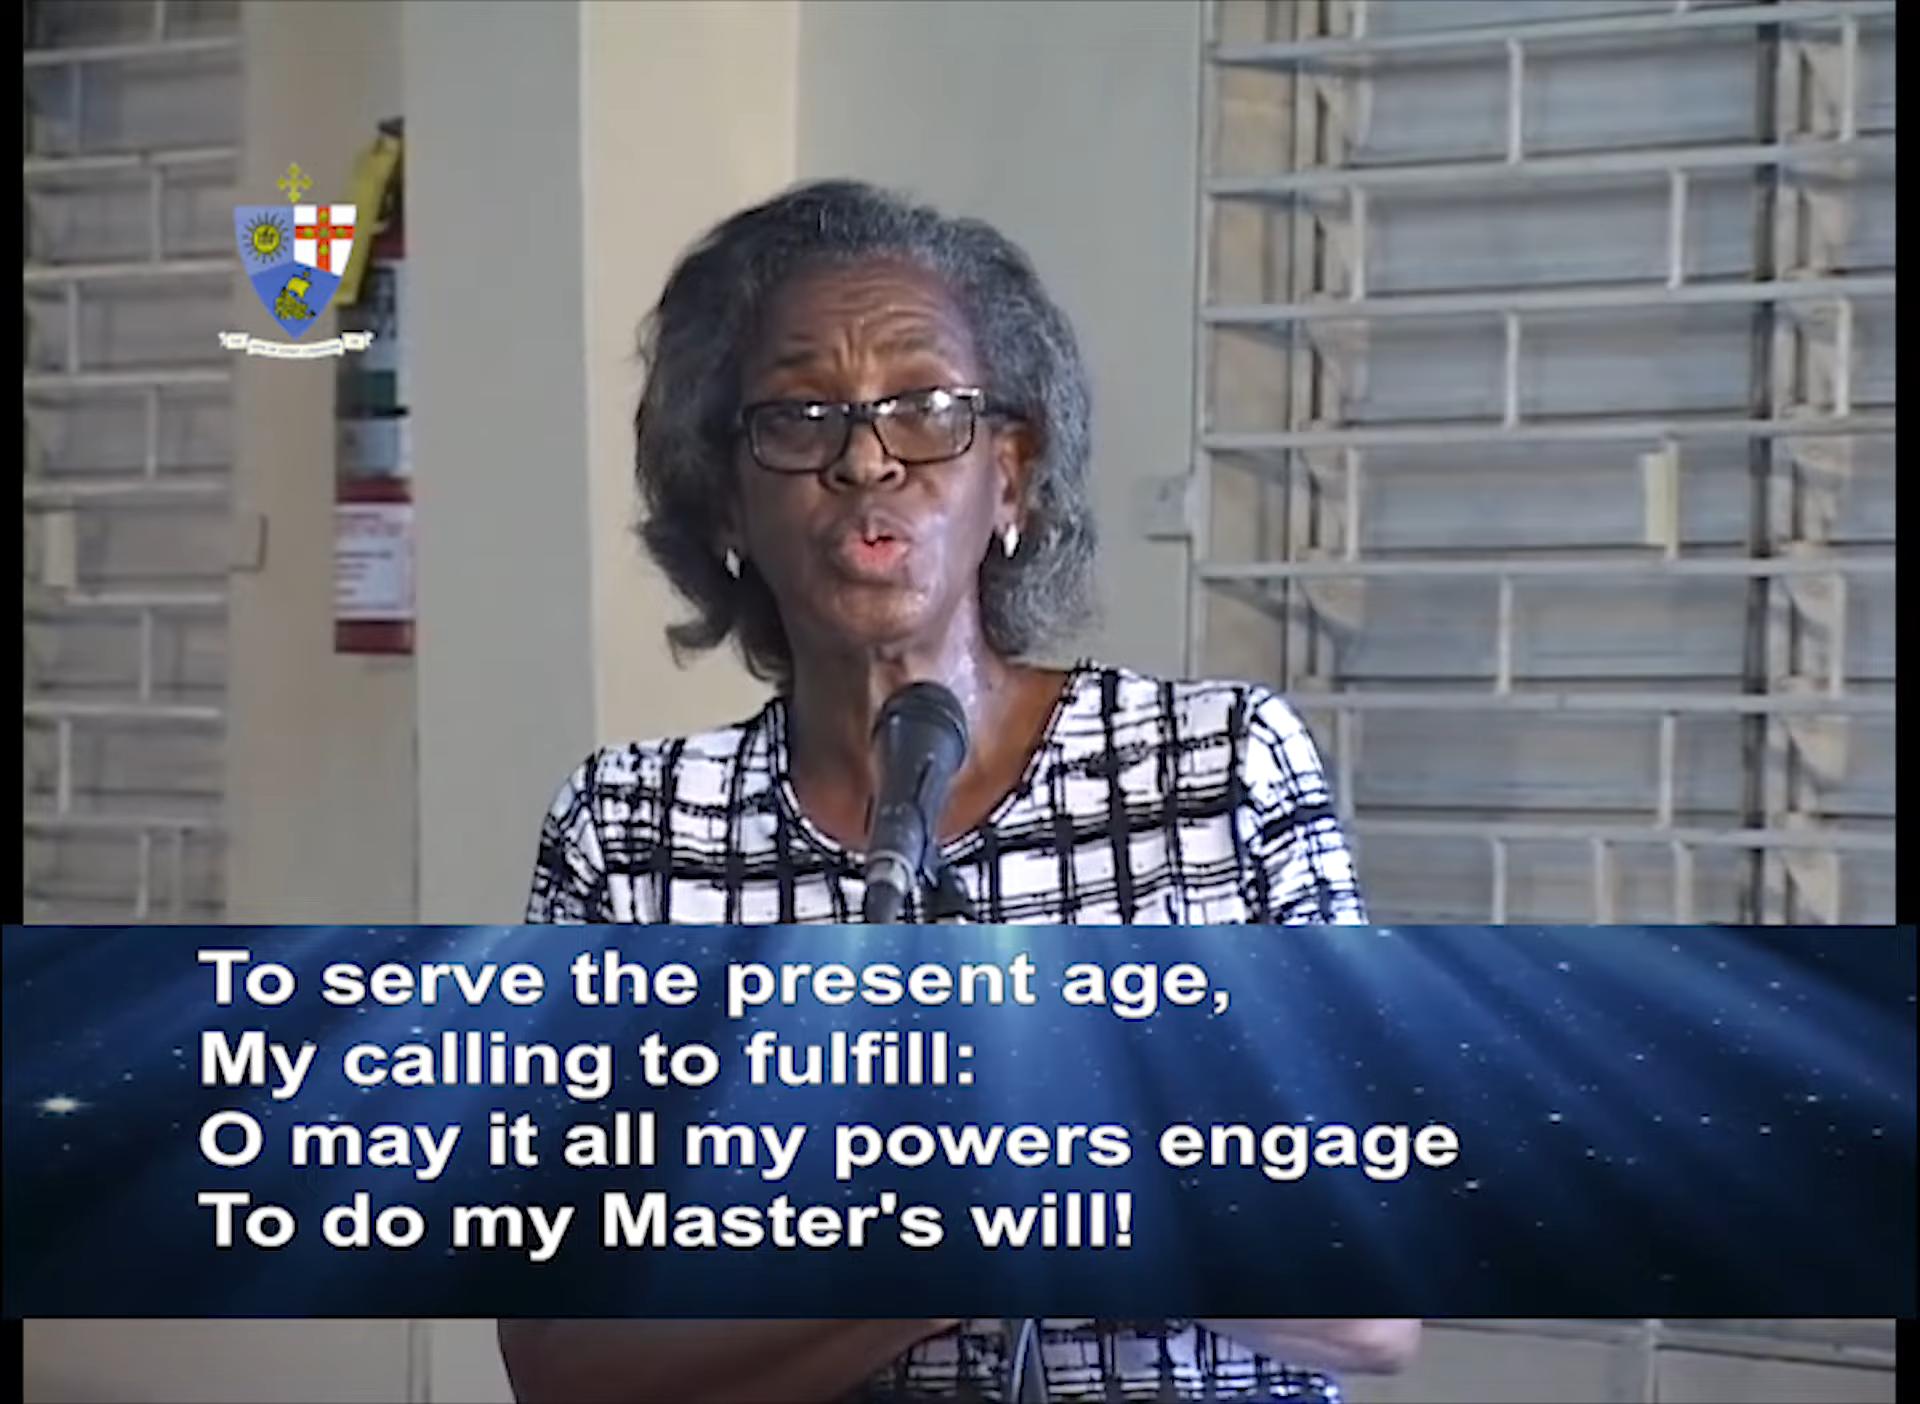 To serve the present age,
My calling to fulfill:
O may it all my powers engage
To do my Master's will!